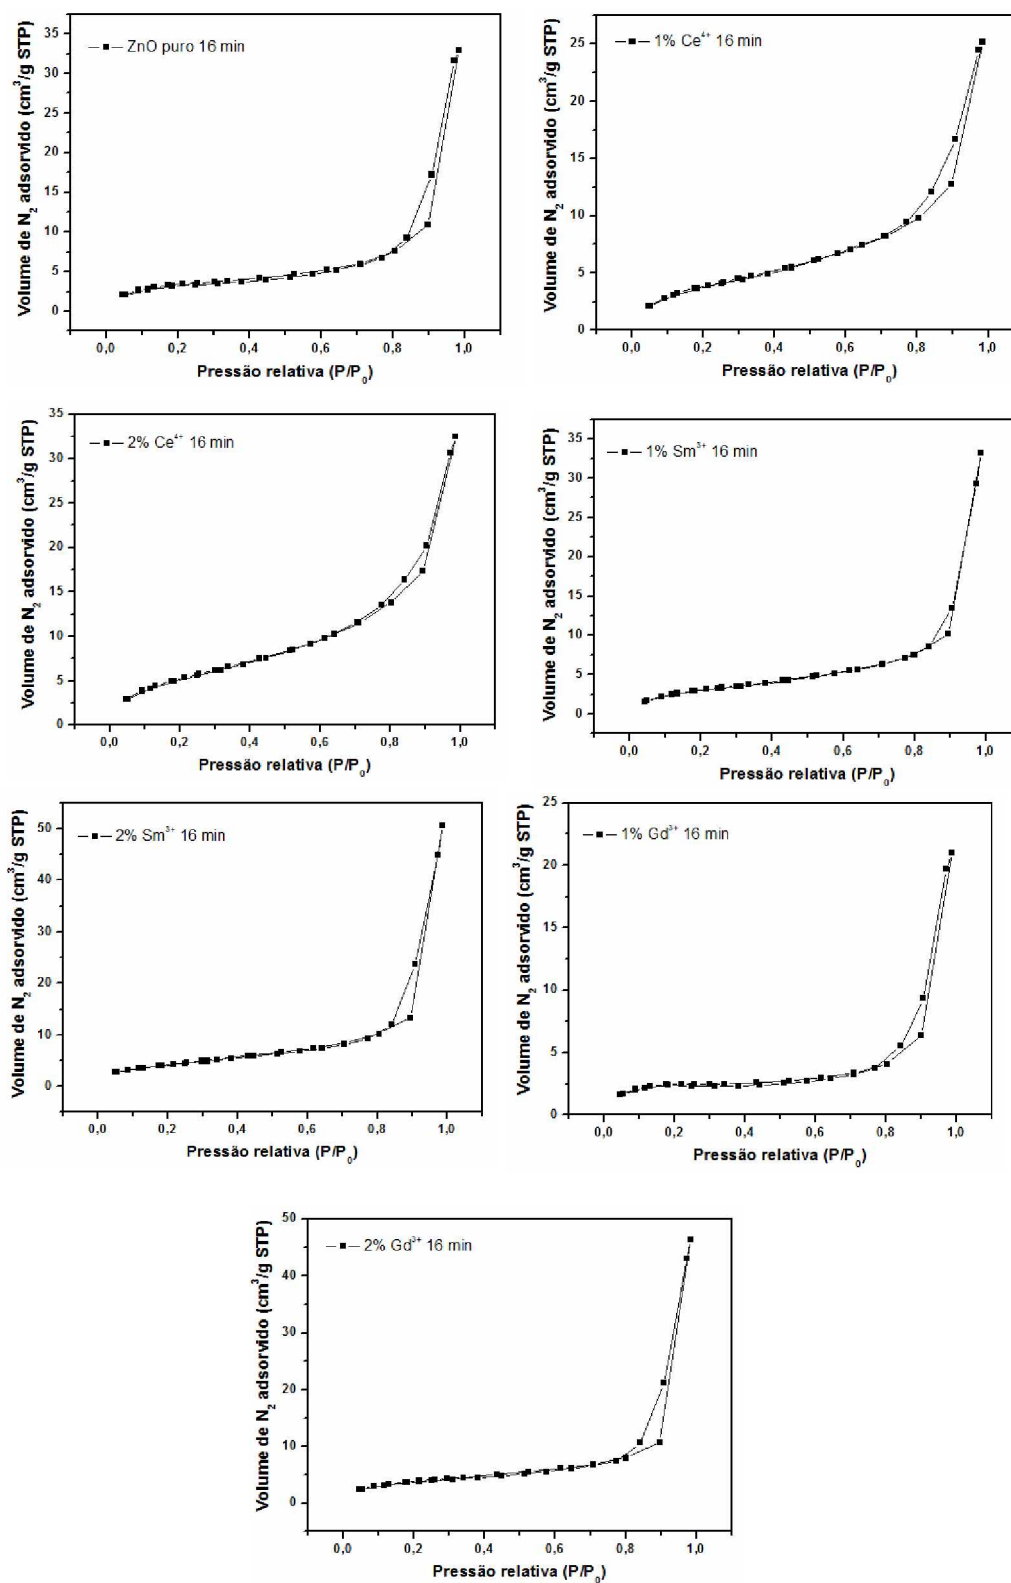 ZnO puro 16 min
Volume de N₂ adsorvido (cm³/g STP)
35
30
25
20
15
10
5
0
0,0 0,2 0,4 0,6 0,8 1,0
Pressão relativa (P/P₀)
1% Ce⁴⁺ 16 min
Volume de N₂ adsorvido (cm³/g STP)
25
20
15
10
5
0
0,0 0,2 0,4 0,6 0,8 1,0
Pressão relativa (P/P₀)
2% Ce⁴⁺ 16 min
Volume de N₂ adsorvido (cm³/g STP)
35
30
25
20
15
10
5
0
0,0 0,2 0,4 0,6 0,8 1,0
Pressão relativa (P/P₀)
1% Sm³⁺ 16 min
Volume de N₂ adsorvido (cm³/g STP)
35
30
25
20
15
10
5
0
0,0 0,2 0,4 0,6 0,8 1,0
Pressão relativa (P/P₀)
2% Sm³⁺ 16 min
Volume de N₂ adsorvido (cm³/g STP)
50
40
30
20
10
0
0,0 0,2 0,4 0,6 0,8 1,0
Pressão relativa (P/P₀)
1% Gd³⁺ 16 min
Volume de N₂ adsorvido (cm³/g STP)
25
20
15
10
5
0
0,0 0,2 0,4 0,6 0,8 1,0
Pressão relativa (P/P₀)
2% Gd³⁺ 16 min
Volume de N₂ adsorvido (cm³/g STP)
50
40
30
20
10
0
0,0 0,2 0,4 0,6 0,8 1,0
Pressão relativa (P/P₀)